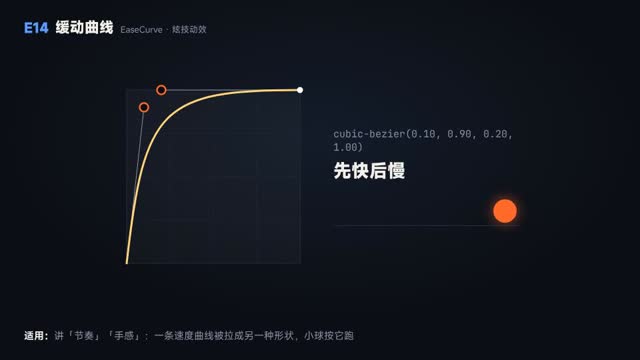 E14 缓动曲线 EaseCurve · 炫技动效
cubic-bezier(0.10, 0.90, 0.20,
1.00)
先快后慢
适用：讲「节奏」「手感」：一条速度曲线被拉成另一种形状，小球按它跑